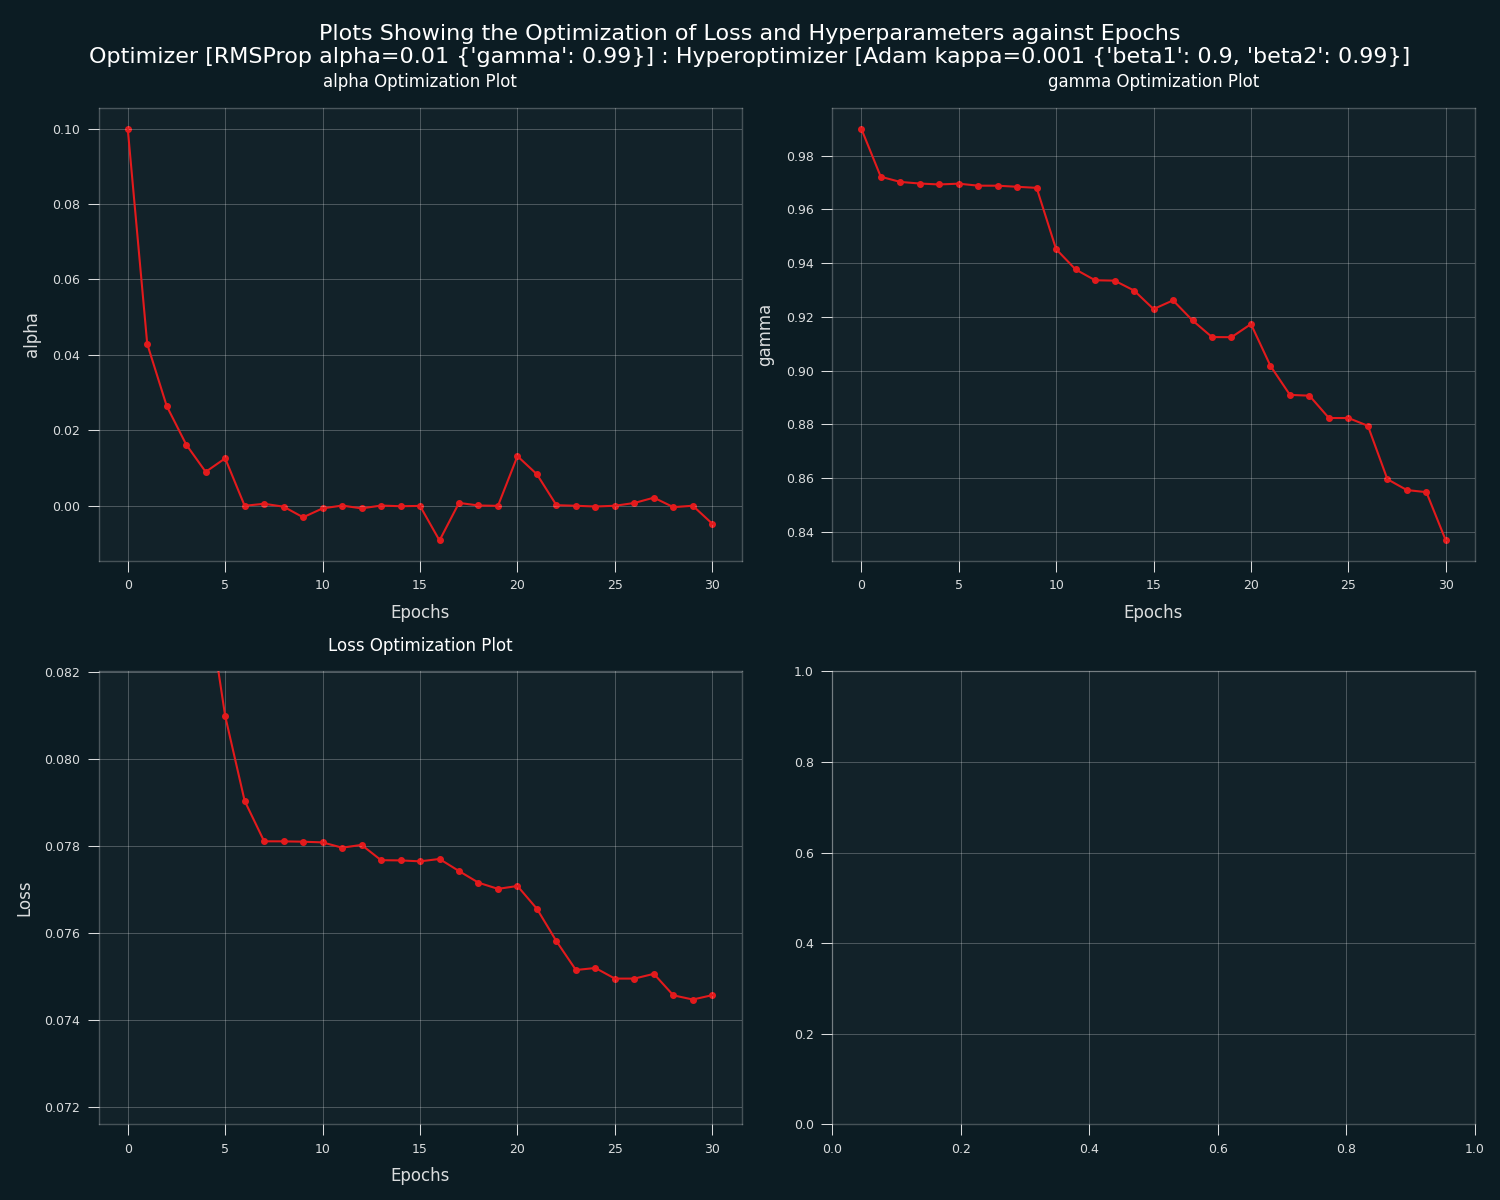 Plots Showing the Optimization of Loss and Hyperparameters against Epochs
Optimizer [RMSProp alpha=0.01 {'gamma': 0.99}] : Hyperoptimizer [Adam kappa=0.001 {'beta1': 0.9, 'beta2': 0.99}]
alpha Optimization Plot
0.10
0.08
0.06
0.04
0.02
0.00
alpha
0 5 10 15 20 25 30
Epochs
gamma Optimization Plot
0.98
0.96
0.94
0.92
0.90
0.88
0.86
0.84
gamma
0 5 10 15 20 25 30
Epochs
Loss Optimization Plot
0.082
0.080
0.078
0.076
0.074
0.072
Loss
0 5 10 15 20 25 30
Epochs
1.0
0.8
0.6
0.4
0.2
0.0
0.0 0.2 0.4 0.6 0.8 1.0